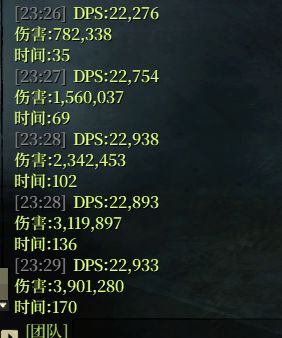 [23:26] DPS:22,276
伤害:782,338
时间:35
[23:27] DPS:22,754
伤害:1,560,037
时间:69
[23:28] DPS:22,938
伤害:2,342,453
时间:102
[23:28] DPS:22,893
伤害:3,119,897
时间:136
[23:29] DPS:22,933
伤害:3,901,280
时间:170
[团队]